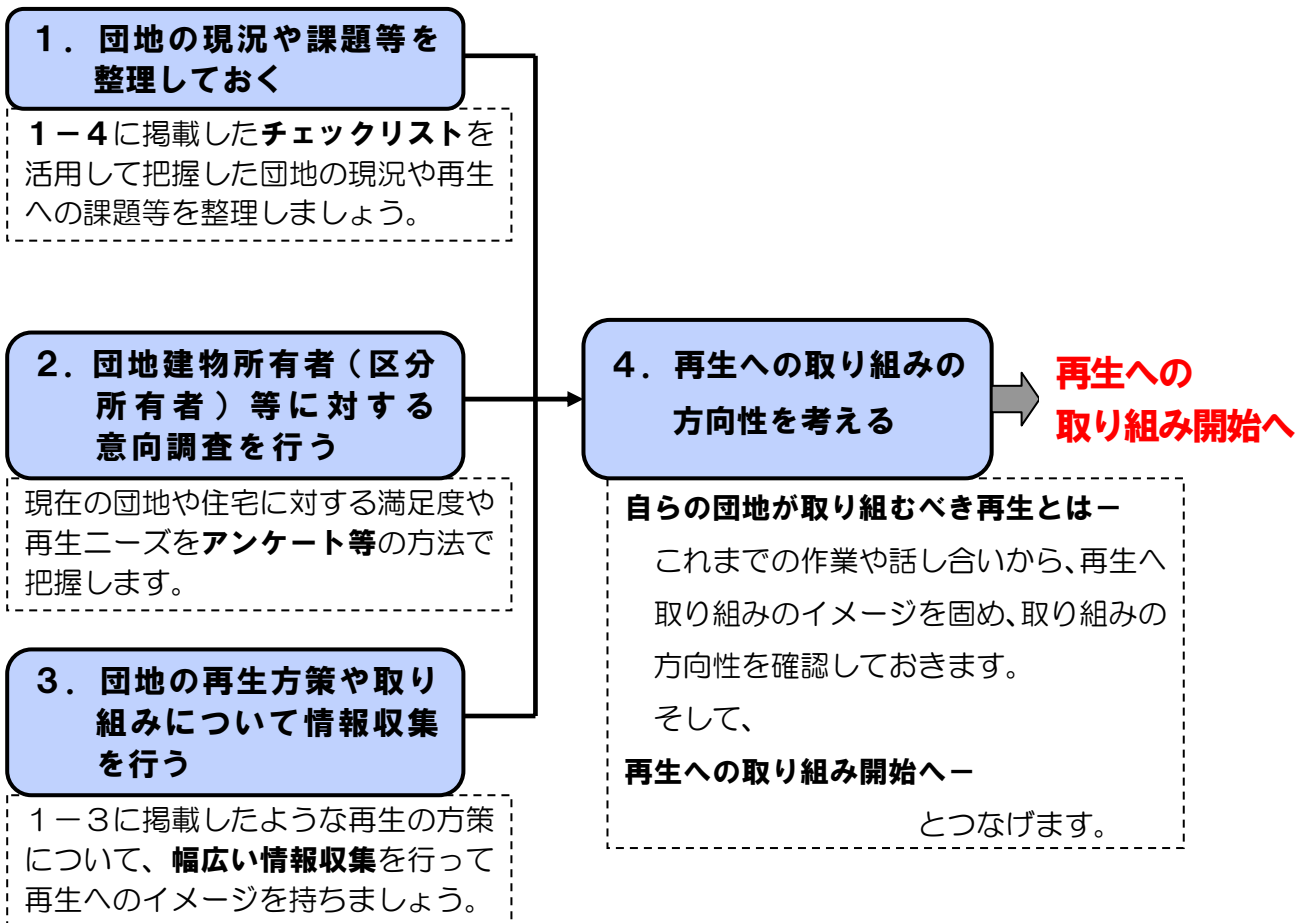 １．団地の現況や課題等を
整理しておく
１－４に掲載したチェックリストを
活用して把握した団地の現況や再生
への課題等を整理しましょう。
２．団地建物所有者（区分
所有者）等に対する
意向調査を行う
現在の団地や住宅に対する満足度や
再生ニーズをアンケート等の方法で
把握します。
３．団地の再生方策や取り
組みについて情報収集
を行う
１－３に掲載したような再生の方策
について、幅広い情報収集を行って
再生へのイメージを持ちましょう。
４．再生への取り組みの
方向性を考える
自らの団地が取り組むべき再生とは－
これまでの作業や話し合いから、再生へ
取り組みのイメージを固め、取り組みの
方向性を確認しておきます。
そして、
再生への取り組み開始へ－
とつなげます。
再生への
取り組み開始へ